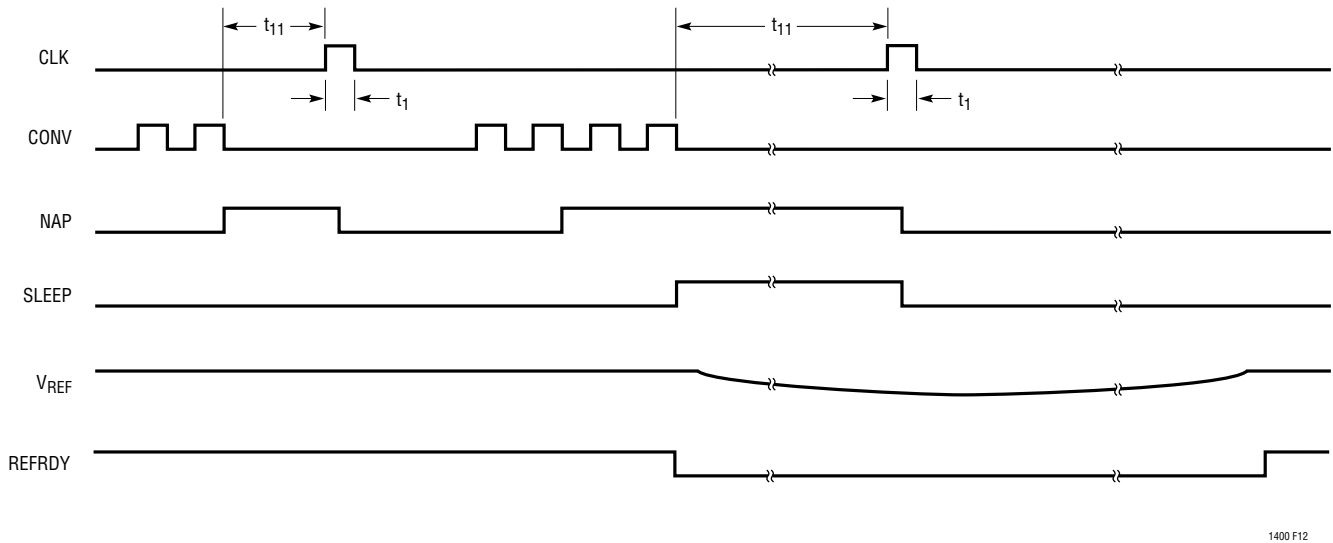 t11 t11
CLK
t1 t1
CONV
NAP
SLEEP
VREF
REFRDY
1400 F12